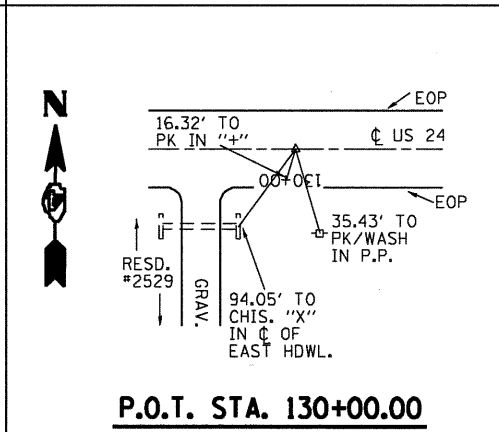 N
EOP
16.32' TO
PK IN "+"
℄ US 24
130+00
EOP
35.43' TO
PK/WASH
IN P.P.
RESD.
#2529
GRAV.
94.05' TO
CHIS. "X"
IN ℄ OF
EAST HDWL.
P.O.T. STA. 130+00.00